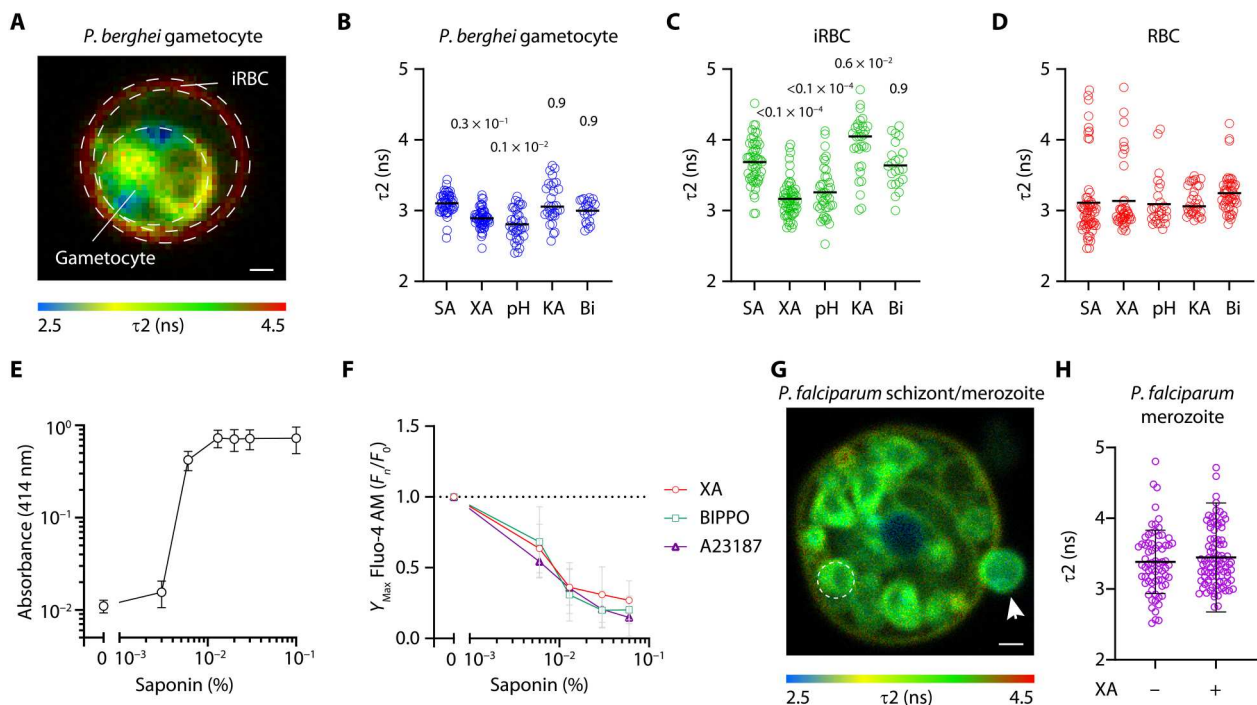 A
P. berghei gametocyte
iRBC
Gametocyte
2.5 τ2 (ns) 4.5
B
P. berghei gametocyte
5
4
3
2
τ2 (ns)
0.3 × 10⁻¹
0.1 × 10⁻²
0.9
0.9
SA XA pH KA Bi
C
iRBC
5
4
3
2
τ2 (ns)
<0.1 × 10⁻⁴
<0.1 × 10⁻⁴
0.6 × 10⁻²
0.9
SA XA pH KA Bi
D
RBC
5
4
3
2
τ2 (ns)
SA XA pH KA Bi
E
10⁰
10⁻¹
10⁻²
Absorbance (414 nm)
0 10⁻³ 10⁻² 10⁻¹
Saponin (%)
F
1.5
1.0
0.5
0.0
YMax Fluo-4 AM (Fn/F0)
0 10⁻³ 10⁻² 10⁻¹
Saponin (%)
XA
BIPPO
A23187
G
P. falciparum schizont/merozoite
2.5 τ2 (ns) 4.5
H
P. falciparum
merozoite
5
4
3
2
τ2 (ns)
XA − +